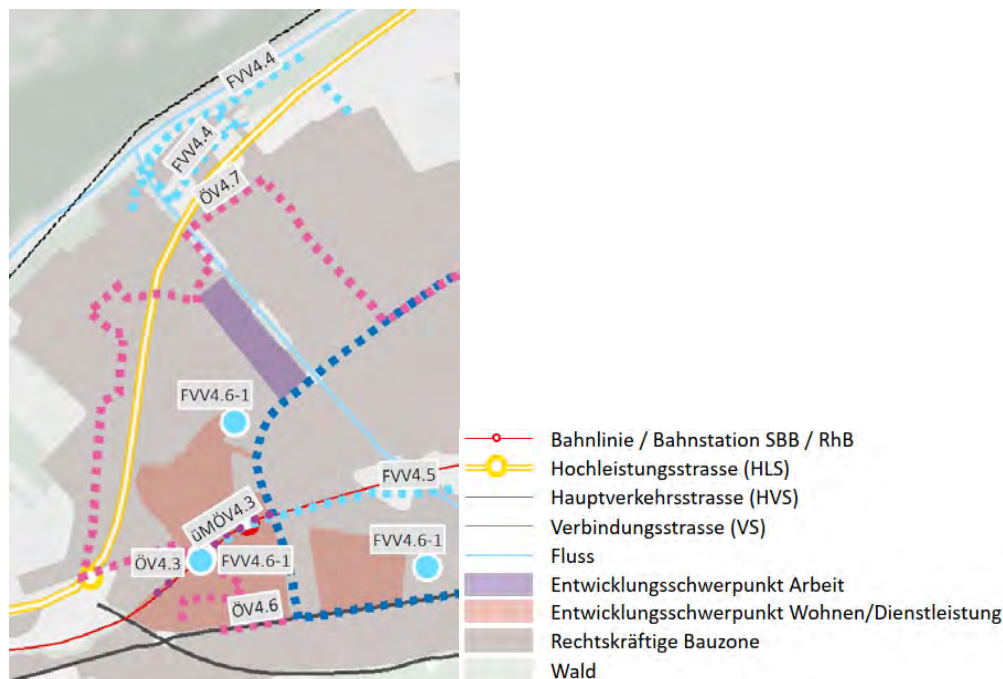 FVV4.4
FVV4.4
ÖV4.7
FVV4.6-1
FVV4.5
üMÖV4.3
FVV4.6-1
ÖV4.3
FVV4.6-1
ÖV4.6
Bahnlinie / Bahnstation SBB / RhB
Hochleistungsstrasse (HLS)
Hauptverkehrsstrasse (HVS)
Verbindungsstrasse (VS)
Fluss
Entwicklungsschwerpunkt Arbeit
Entwicklungsschwerpunkt Wohnen/Dienstleistung
Rechtskräftige Bauzone
Wald